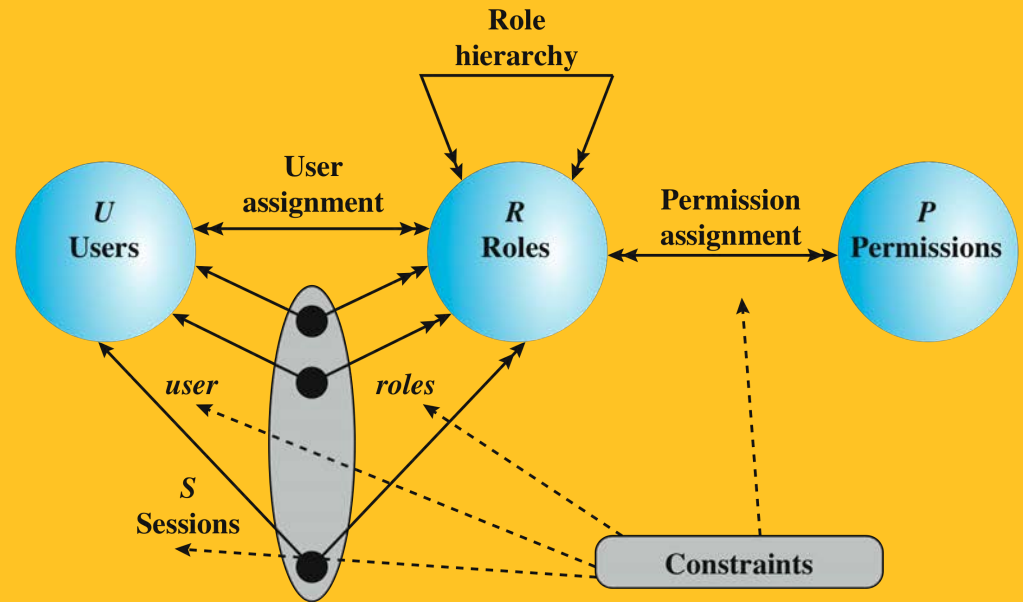 Role
hierarchy
User
assignment
U
Users
R
Roles
Permission
assignment
P
Permissions
user
roles
S
Sessions
Constraints